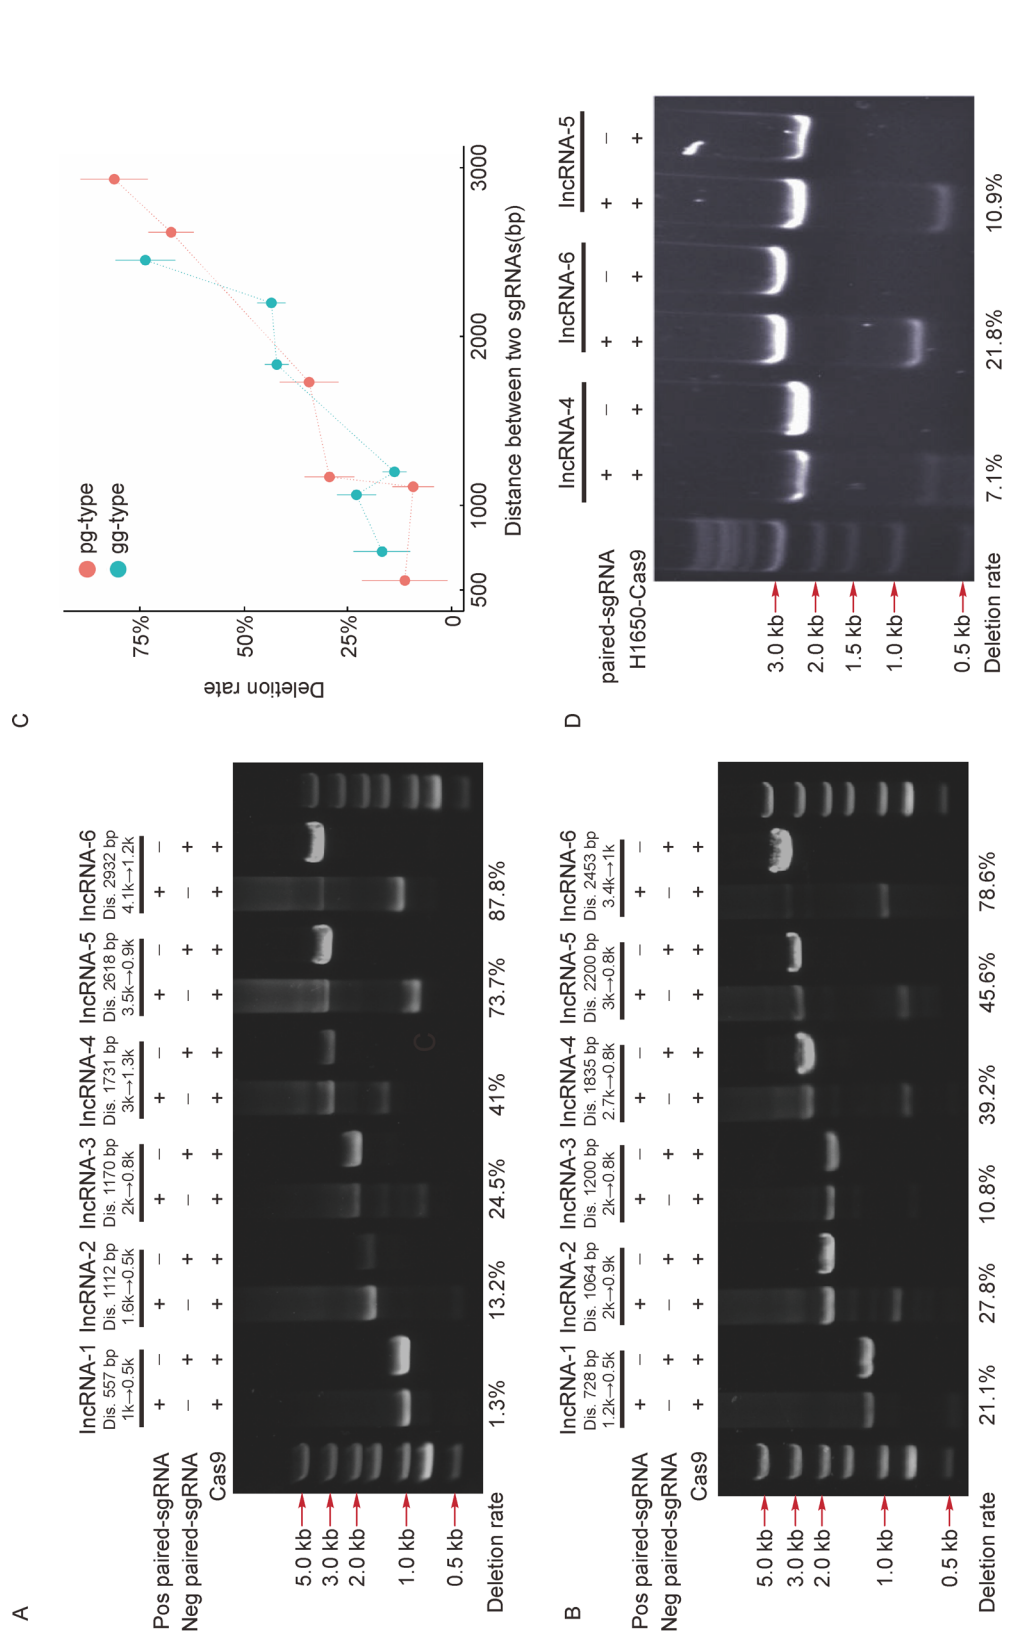 A
lncRNA-1 lncRNA-2 lncRNA-3 lncRNA-4 lncRNA-5 lncRNA-6
Dis. 557 bp Dis. 1112 bp Dis. 1170 bp Dis. 1731 bp Dis. 2618 bp Dis. 2932 bp
1k→0.5k 1.6k→0.5k 2k→0.8k 3k→1.3k 3.5k→0.9k 4.1k→1.2k
Pos paired-sgRNA + − + − + − + − + − + −
Neg paired-sgRNA − + − + − + − + − + − +
Cas9 + + + + + + + + + + + +
5.0 kb
3.0 kb
2.0 kb
1.0 kb
0.5 kb
Deletion rate 1.3% 13.2% 24.5% 41% 73.7% 87.8%
B
lncRNA-1 lncRNA-2 lncRNA-3 lncRNA-4 lncRNA-5 lncRNA-6
Dis. 728 bp Dis. 1064 bp Dis. 1200 bp Dis. 1835 bp Dis. 2200 bp Dis. 2453 bp
1.2k→0.5k 2k→0.9k 2k→0.8k 2.7k→0.8k 3k→0.8k 3.4k→1k
Pos paired-sgRNA + − + − + − + − + − + −
Neg paired-sgRNA − + − + − + − + − + − +
Cas9 + + + + + + + + + + + +
5.0 kb
3.0 kb
2.0 kb
1.0 kb
0.5 kb
Deletion rate 21.1% 27.8% 10.8% 39.2% 45.6% 78.6%
C
pg-type
gg-type
75%
50%
25%
0
Deletion rate
500 1000 2000 3000
Distance between two sgRNAs(bp)
D
lncRNA-4 lncRNA-6 lncRNA-5
paired-sgRNA + − + − + −
H1650-Cas9 + + + + + +
3.0 kb
2.0 kb
1.5 kb
1.0 kb
0.5 kb
Deletion rate 7.1% 21.8% 10.9%